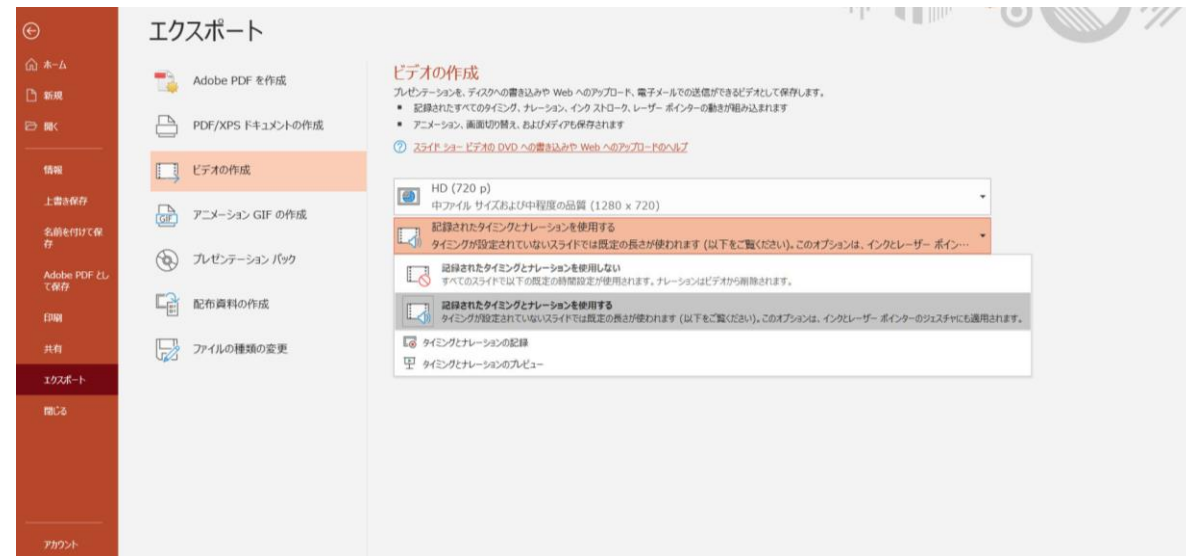 エクスポート
ホーム
新規
開く
情報
上書き保存
名前を付けて保
存
Adobe PDF とし
て保存
印刷
共有
エクスポート
閉じる
アカウント
Adobe PDF を作成
PDF/XPS ドキュメントの作成
ビデオの作成
アニメーション GIF の作成
GIF
プレゼンテーション パック
配布資料の作成
ファイルの種類の変更
ビデオの作成
プレゼンテーションを、ディスクへの書き込みや Web へのアップロード、電子メールでの送信ができるビデオとして保存します。
▪ 記録されたすべてのタイミング、ナレーション、インク ストローク、レーザー ポインターの動きが組み込まれます
▪ アニメーション、画面切り替え、およびメディアも保存されます
? スライド ショー ビデオの DVD への書き込みや Web へのアップロードのヘルプ
HD (720 p)
中ファイル サイズおよび中程度の品質 (1280 x 720)
記録されたタイミングとナレーションを使用する
タイミングが設定されていないスライドでは既定の長さが使われます (以下をご覧ください)。このオプションは、インクとレーザー ポイン…
記録されたタイミングとナレーションを使用しない
すべてのスライドで以下の既定の時間設定が使用されます。ナレーションはビデオから削除されます。
記録されたタイミングとナレーションを使用する
タイミングが設定されていないスライドでは既定の長さが使われます (以下をご覧ください)。このオプションは、インクとレーザー ポインターのジェスチャにも適用されます。
タイミングとナレーションの記録
タイミングとナレーションのプレビュー